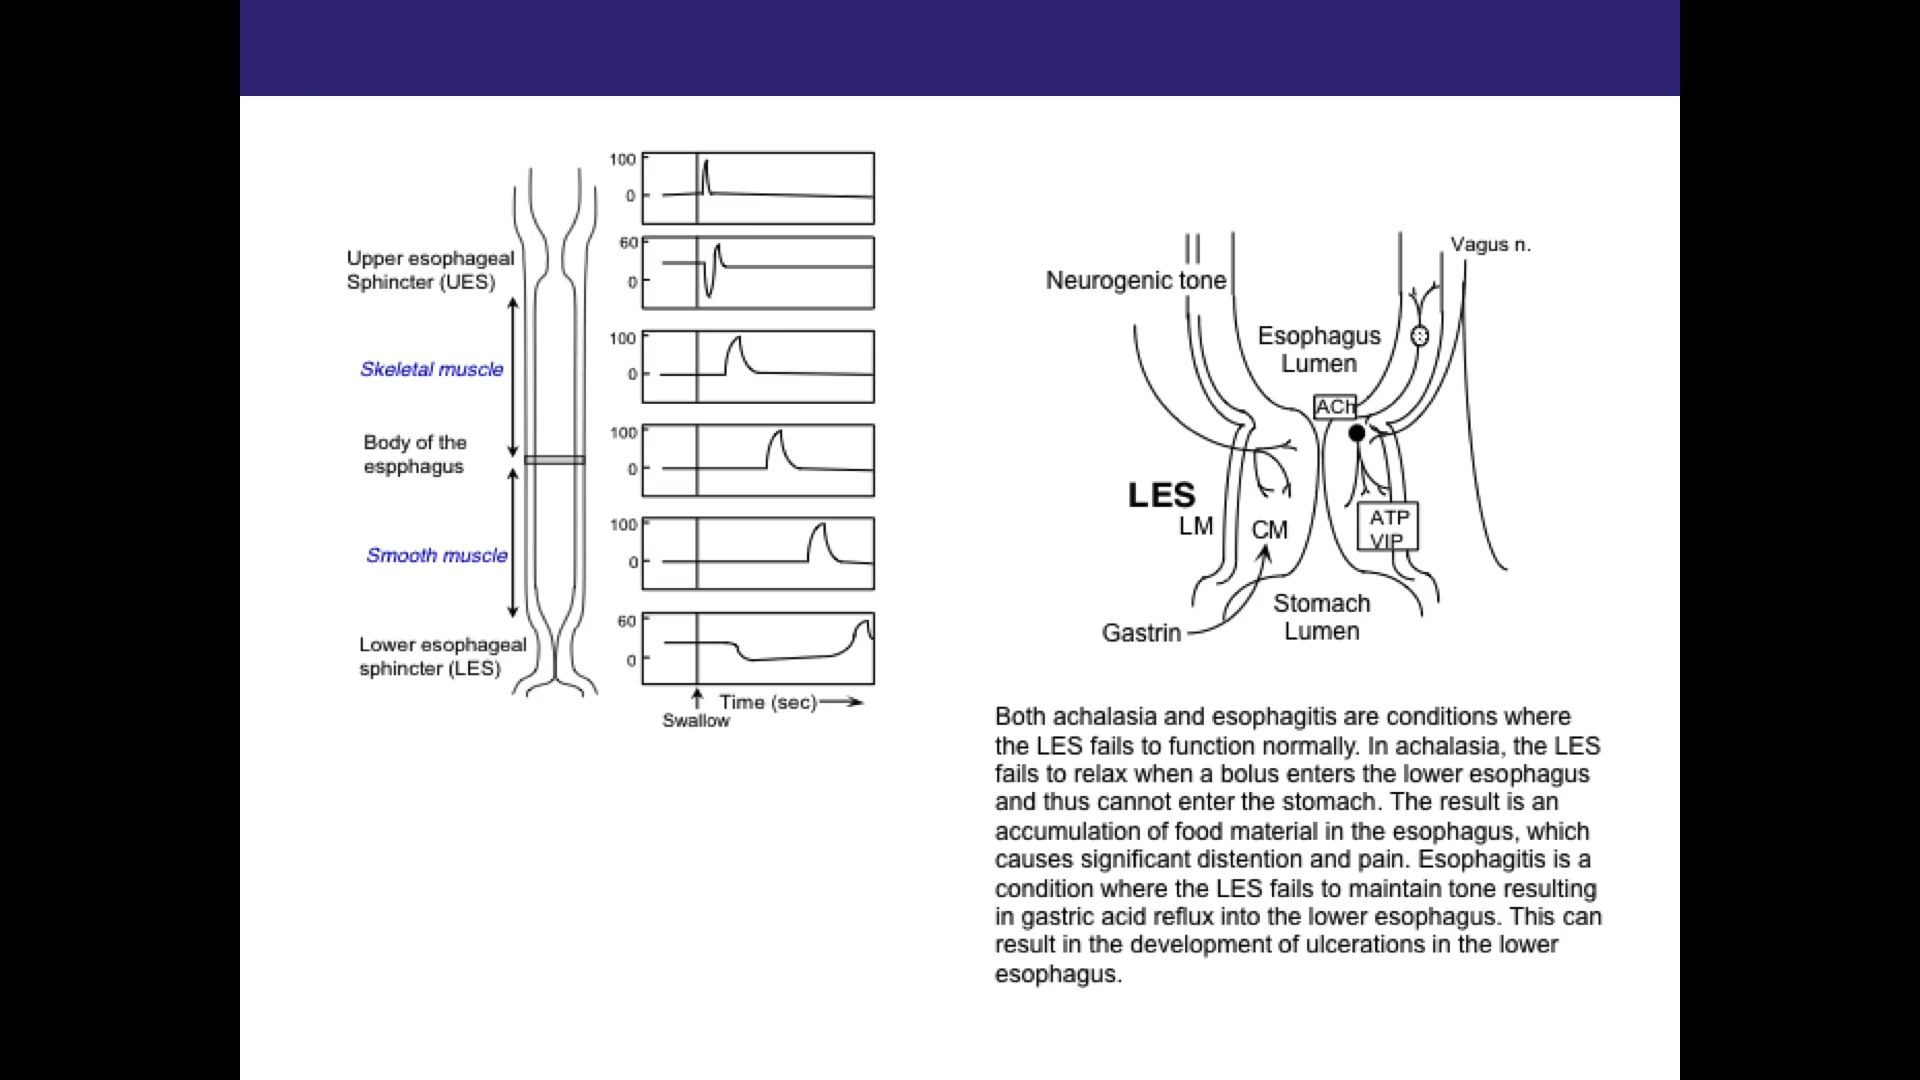 Upper esophageal
Sphincter (UES)
Skeletal muscle
Body of the
espphagus
Smooth muscle
Lower esophageal
sphincter (LES)
100
0
60
0
100
0
100
0
100
0
60
0
Time (sec)
Swallow
Vagus n.
Neurogenic tone
Esophagus
Lumen
ACh
LES
LM
CM
ATP
VIP
Stomach
Lumen
Gastrin
Both achalasia and esophagitis are conditions where
the LES fails to function normally. In achalasia, the LES
fails to relax when a bolus enters the lower esophagus
and thus cannot enter the stomach. The result is an
accumulation of food material in the esophagus, which
causes significant distention and pain. Esophagitis is a
condition where the LES fails to maintain tone resulting
in gastric acid reflux into the lower esophagus. This can
result in the development of ulcerations in the lower
esophagus.